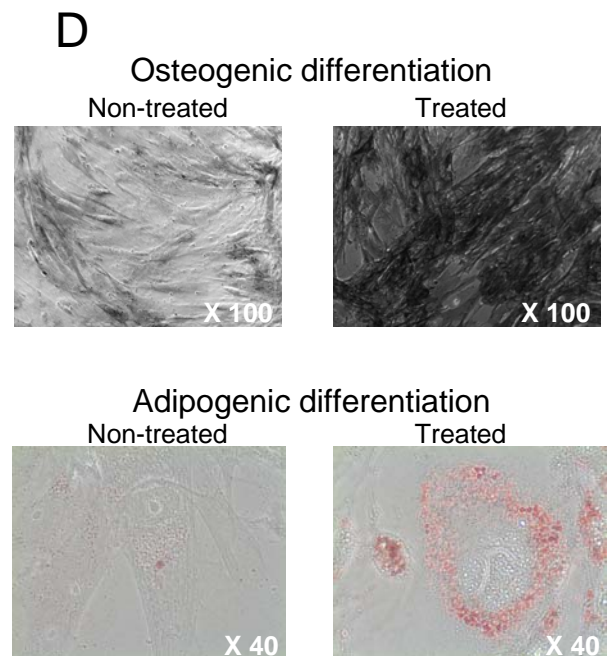 D
Osteogenic differentiation
Non-treated Treated
X 100 X 100
Adipogenic differentiation
Non-treated Treated
X 40 X 40